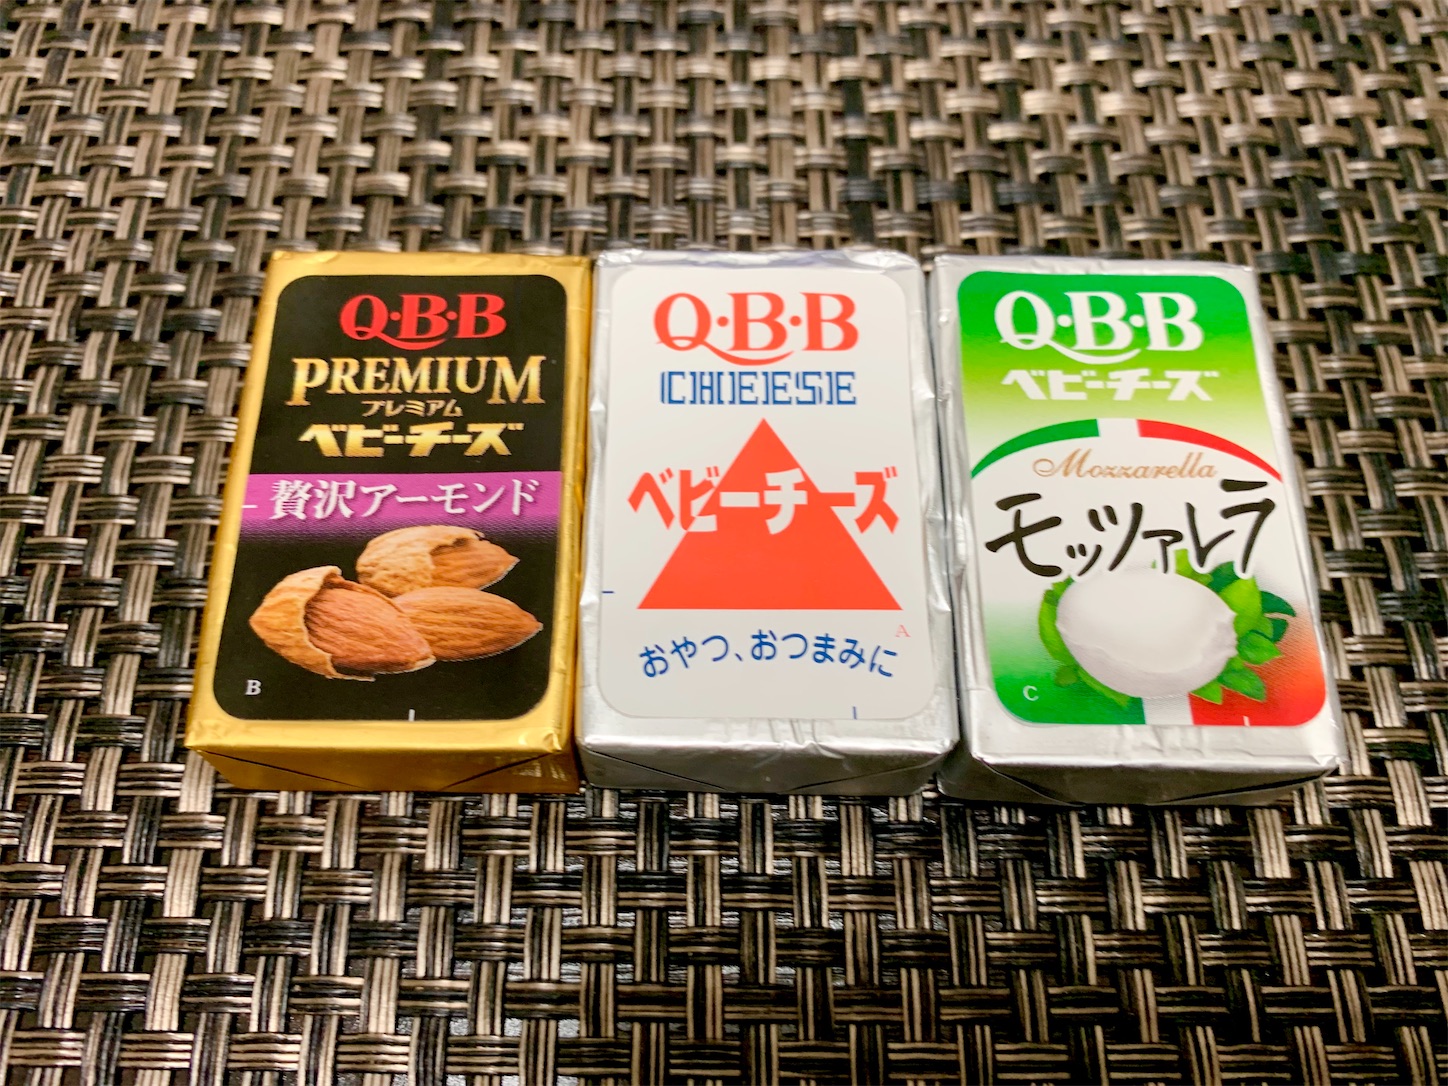 Q・B・B
PREMIUM
プレミアム
ベビーチーズ
贅沢アーモンド
B
Q・B・B
CHEESE
ベビーチーズ
A
おやつ、おつまみに
Q・B・B
ベビーチーズ
Mozzarella
モッツァレラ
C